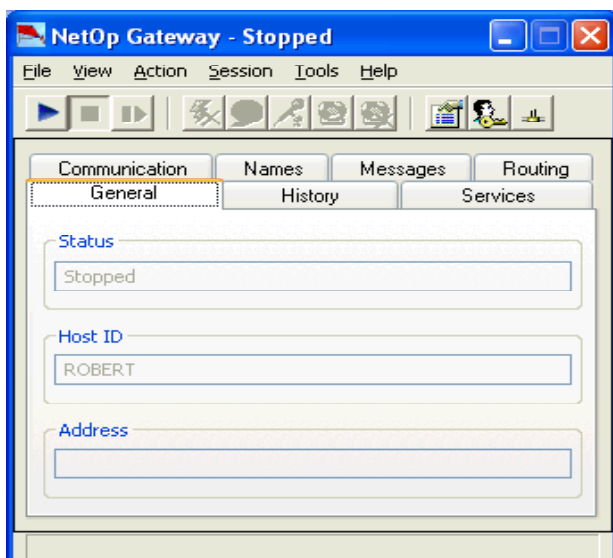 NetOp Gateway - Stopped
File View Action Session Tools Help
Communication Names Messages Routing
General History Services
Status
Stopped
Host ID
ROBERT
Address